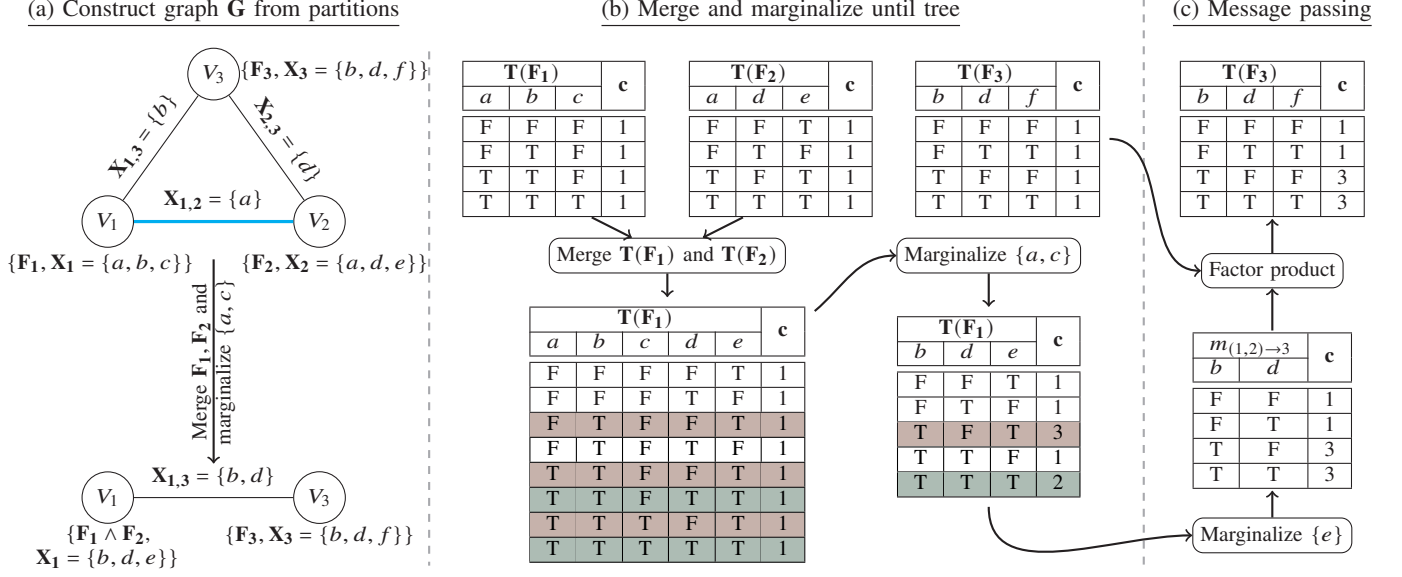 (a) Construct graph G from partitions
V3
{F3, X3 = {b, d, f}}
X1,3 = {b}
X2,3 = {d}
X1,2 = {a}
V1
V2
{F1, X1 = {a, b, c}}
{F2, X2 = {a, d, e}}
Merge F1, F2 and
marginalize {a, c}
X1,3 = {b, d}
V1
V3
{F1 ∧ F2,
X1 = {b, d, e}}
{F3, X3 = {b, d, f}}
(b) Merge and marginalize until tree
T(F1) c
a b c
F F F 1
F T F 1
T T F 1
T T T 1
T(F2) c
a d e
F F T 1
F T F 1
T F T 1
T T T 1
T(F3) c
b d f
F F F 1
F T T 1
T F F 1
T T T 1
Merge T(F1) and T(F2)
T(F1) c
a b c d e
F F F F T 1
F F F T F 1
F T F F T 1
F T F T F 1
T T F F T 1
T T F T T 1
T T T F T 1
T T T T T 1
Marginalize {a, c}
T(F1) c
b d e
F F T 1
F T F 1
T F T 3
T T F 1
T T T 2
(c) Message passing
T(F3) c
b d f
F F F 1
F T T 1
T F F 3
T T T 3
Factor product
m(1,2)→3 c
b d
F F 1
F T 1
T F 3
T T 3
Marginalize {e}